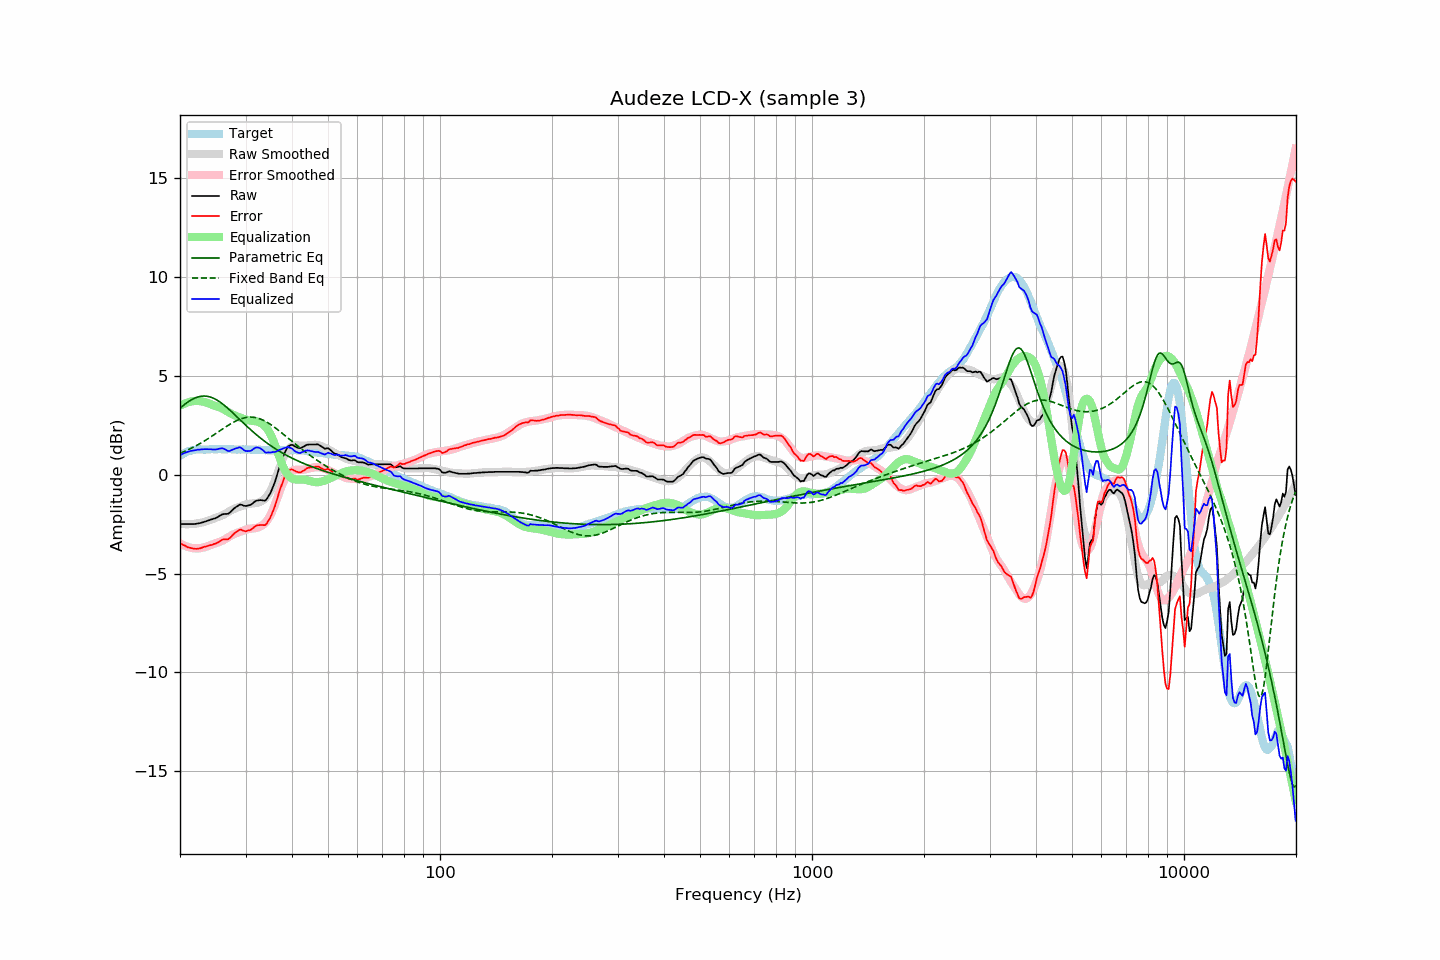 Audeze LCD-X (sample 3)
Target
Raw Smoothed
Error Smoothed
Raw
Error
Equalization
Parametric Eq
Fixed Band Eq
Equalized
15
10
5
0
−5
−10
−15
Amplitude (dBr)
100
1000
10000
Frequency (Hz)